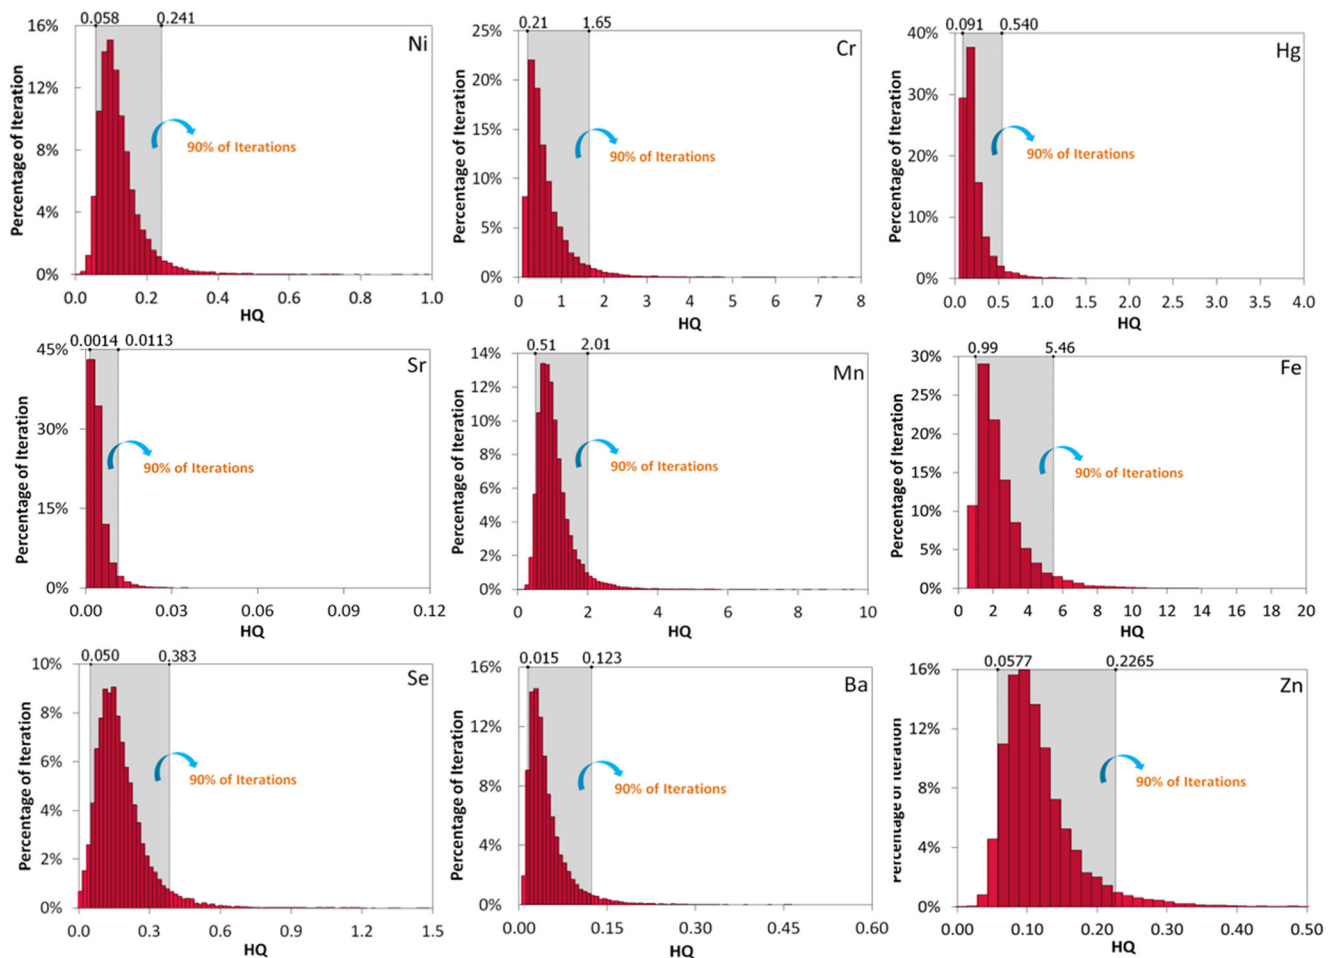 0.058 0.241
16%
12%
8%
4%
0%
Percentage of Iteration
Ni
90% of Iterations
0.0 0.2 0.4 0.6 0.8 1.0
HQ
0.21 1.65
25%
20%
15%
10%
5%
0%
Percentage of Iteration
Cr
90% of Iterations
0 1 2 3 4 5 6 7 8
HQ
0.091 0.540
40%
30%
20%
10%
0%
Percentage of Iteration
Hg
90% of Iterations
0.0 0.5 1.0 1.5 2.0 2.5 3.0 3.5 4.0
HQ
0.0014 0.0113
45%
30%
15%
0%
Percentage of Iteration
Sr
90% of Iterations
0.00 0.03 0.06 0.09 0.12
HQ
0.51 2.01
14%
12%
10%
8%
6%
4%
2%
0%
Percentage of Iteration
Mn
90% of Iterations
0 2 4 6 8 10
HQ
0.99 5.46
30%
25%
20%
15%
10%
5%
0%
Percentage of Iteration
Fe
90% of Iterations
0 2 4 6 8 10 12 14 16 18 20
HQ
0.050 0.383
10%
8%
6%
4%
2%
0%
Percentage of Iteration
Se
90% of Iterations
0.0 0.3 0.6 0.9 1.2 1.5
HQ
0.015 0.123
16%
12%
8%
4%
0%
Percentage of Iteration
Ba
90% of Iterations
0.00 0.15 0.30 0.45 0.60
HQ
0.0577 0.2265
16%
12%
8%
4%
0%
Percentage of Iteration
Zn
90% of Iterations
0.00 0.10 0.20 0.30 0.40 0.50
HQ